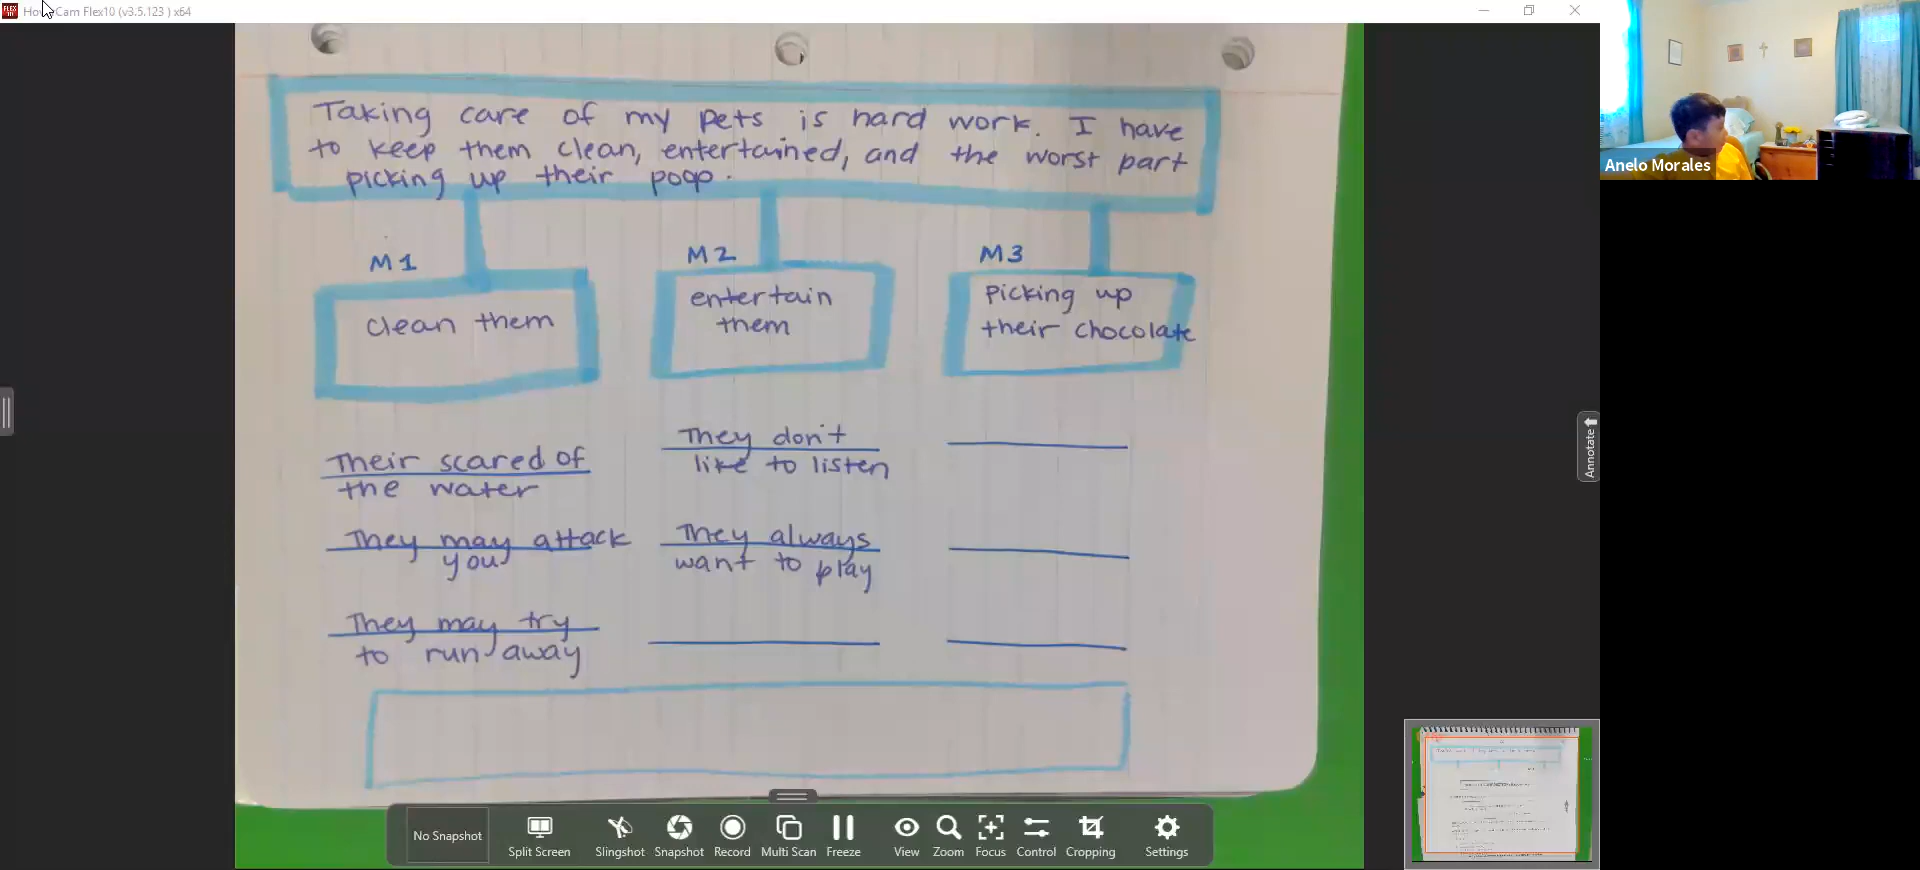 HoverCam Flex10 (v3.5.123 ) x64
Taking care of my pets is hard work. I have
to keep them clean, entertained, and the worst part
picking up their poop.
M1
M2
M3
clean them
entertain
them
Picking up
their chocolate
Their scared of
the water
They may attack
you
They may try
to run away
They don't
like to listen
They always
want to play
Anelo Morales
Annotate
No Snapshot
Split Screen
Slingshot
Snapshot
Record
Multi Scan
Freeze
View
Zoom
Focus
Control
Cropping
Settings